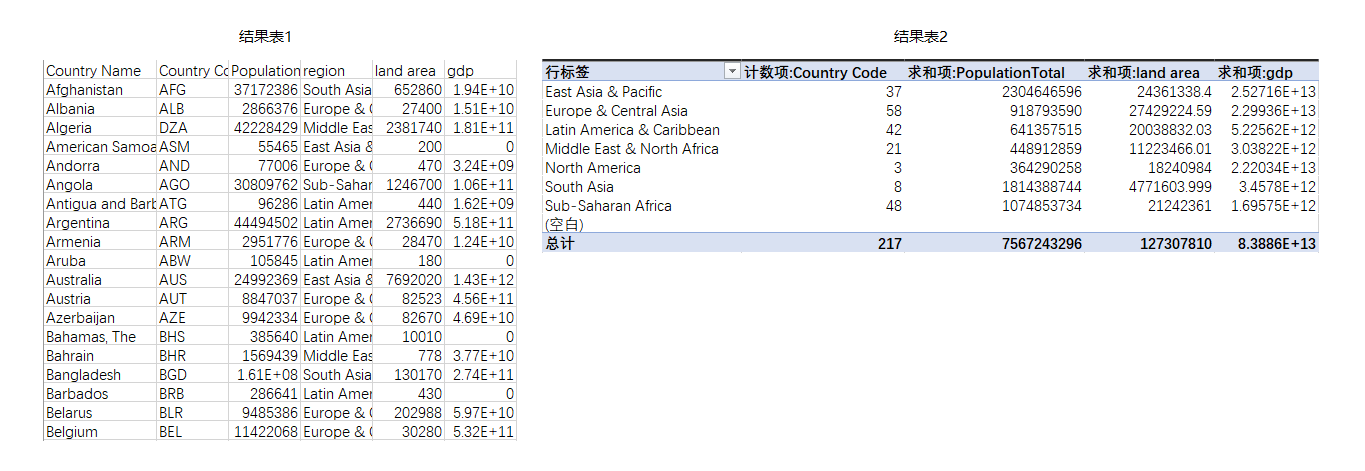 结果表1
Country Name Country Co Population region land area gdp
Afghanistan AFG 37172386 South Asia 652860 1.94E+10
Albania ALB 2866376 Europe & C 27400 1.51E+10
Algeria DZA 42228429 Middle Eas 2381740 1.81E+11
American Samoa ASM 55465 East Asia & 200 0
Andorra AND 77006 Europe & C 470 3.24E+09
Angola AGO 30809762 Sub-Sahar 1246700 1.06E+11
Antigua and Barb ATG 96286 Latin Amer 440 1.62E+09
Argentina ARG 44494502 Latin Amer 2736690 5.18E+11
Armenia ARM 2951776 Europe & C 28470 1.24E+10
Aruba ABW 105845 Latin Amer 180 0
Australia AUS 24992369 East Asia & 7692020 1.43E+12
Austria AUT 8847037 Europe & C 82523 4.56E+11
Azerbaijan AZE 9942334 Europe & C 82670 4.69E+10
Bahamas, The BHS 385640 Latin Amer 10010 0
Bahrain BHR 1569439 Middle Eas 778 3.77E+10
Bangladesh BGD 1.61E+08 South Asia 130170 2.74E+11
Barbados BRB 286641 Latin Amer 430 0
Belarus BLR 9485386 Europe & C 202988 5.97E+10
Belgium BEL 11422068 Europe & C 30280 5.32E+11
结果表2
行标签 计数项:Country Code 求和项:PopulationTotal 求和项:land area 求和项:gdp
East Asia & Pacific 37 2304646596 24361338.4 2.52716E+13
Europe & Central Asia 58 918793590 27429224.59 2.29936E+13
Latin America & Caribbean 42 641357515 20038832.03 5.22562E+12
Middle East & North Africa 21 448912859 11223466.01 3.03822E+12
North America 3 364290258 18240984 2.22034E+13
South Asia 8 1814388744 4771603.999 3.4578E+12
Sub-Saharan Africa 48 1074853734 21242361 1.69575E+12
(空白)
总计 217 7567243296 127307810 8.3886E+13